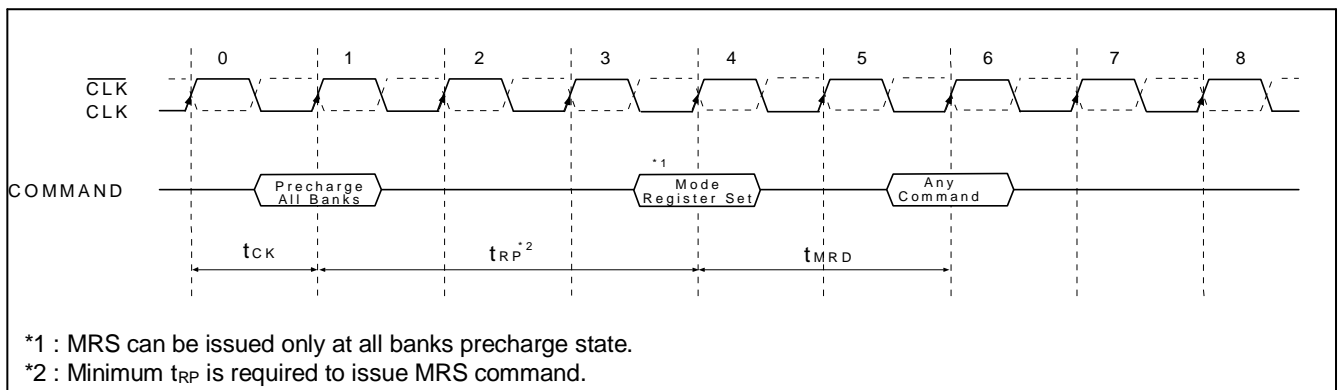 0 1 2 3 4 5 6 7 8
CLK
CLK
COMMAND
Precharge
All Banks
*1
Mode
Register Set
Any
Command
tCK
tRP*2
tMRD
*1 : MRS can be issued only at all banks precharge state.
*2 : Minimum tRP is required to issue MRS command.